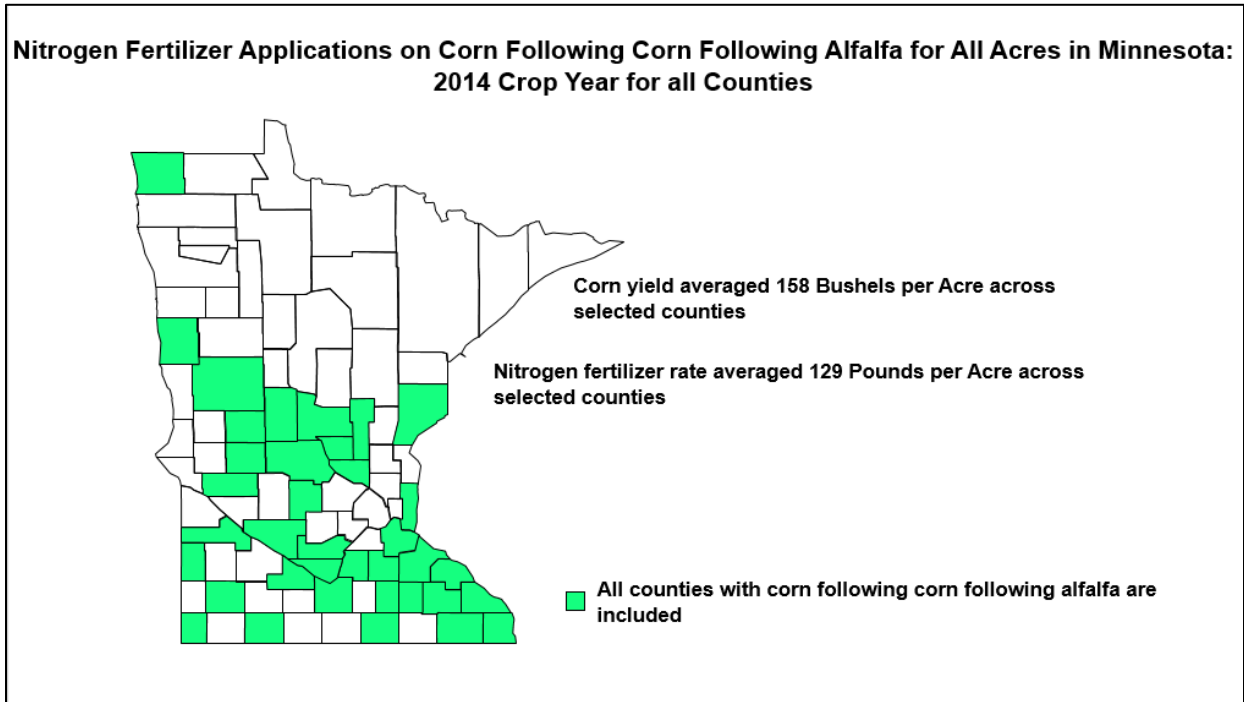 Nitrogen Fertilizer Applications on Corn Following Corn Following Alfalfa for All Acres in Minnesota:
2014 Crop Year for all Counties
Corn yield averaged 158 Bushels per Acre across
selected counties
Nitrogen fertilizer rate averaged 129 Pounds per Acre across
selected counties
All counties with corn following corn following alfalfa are
included